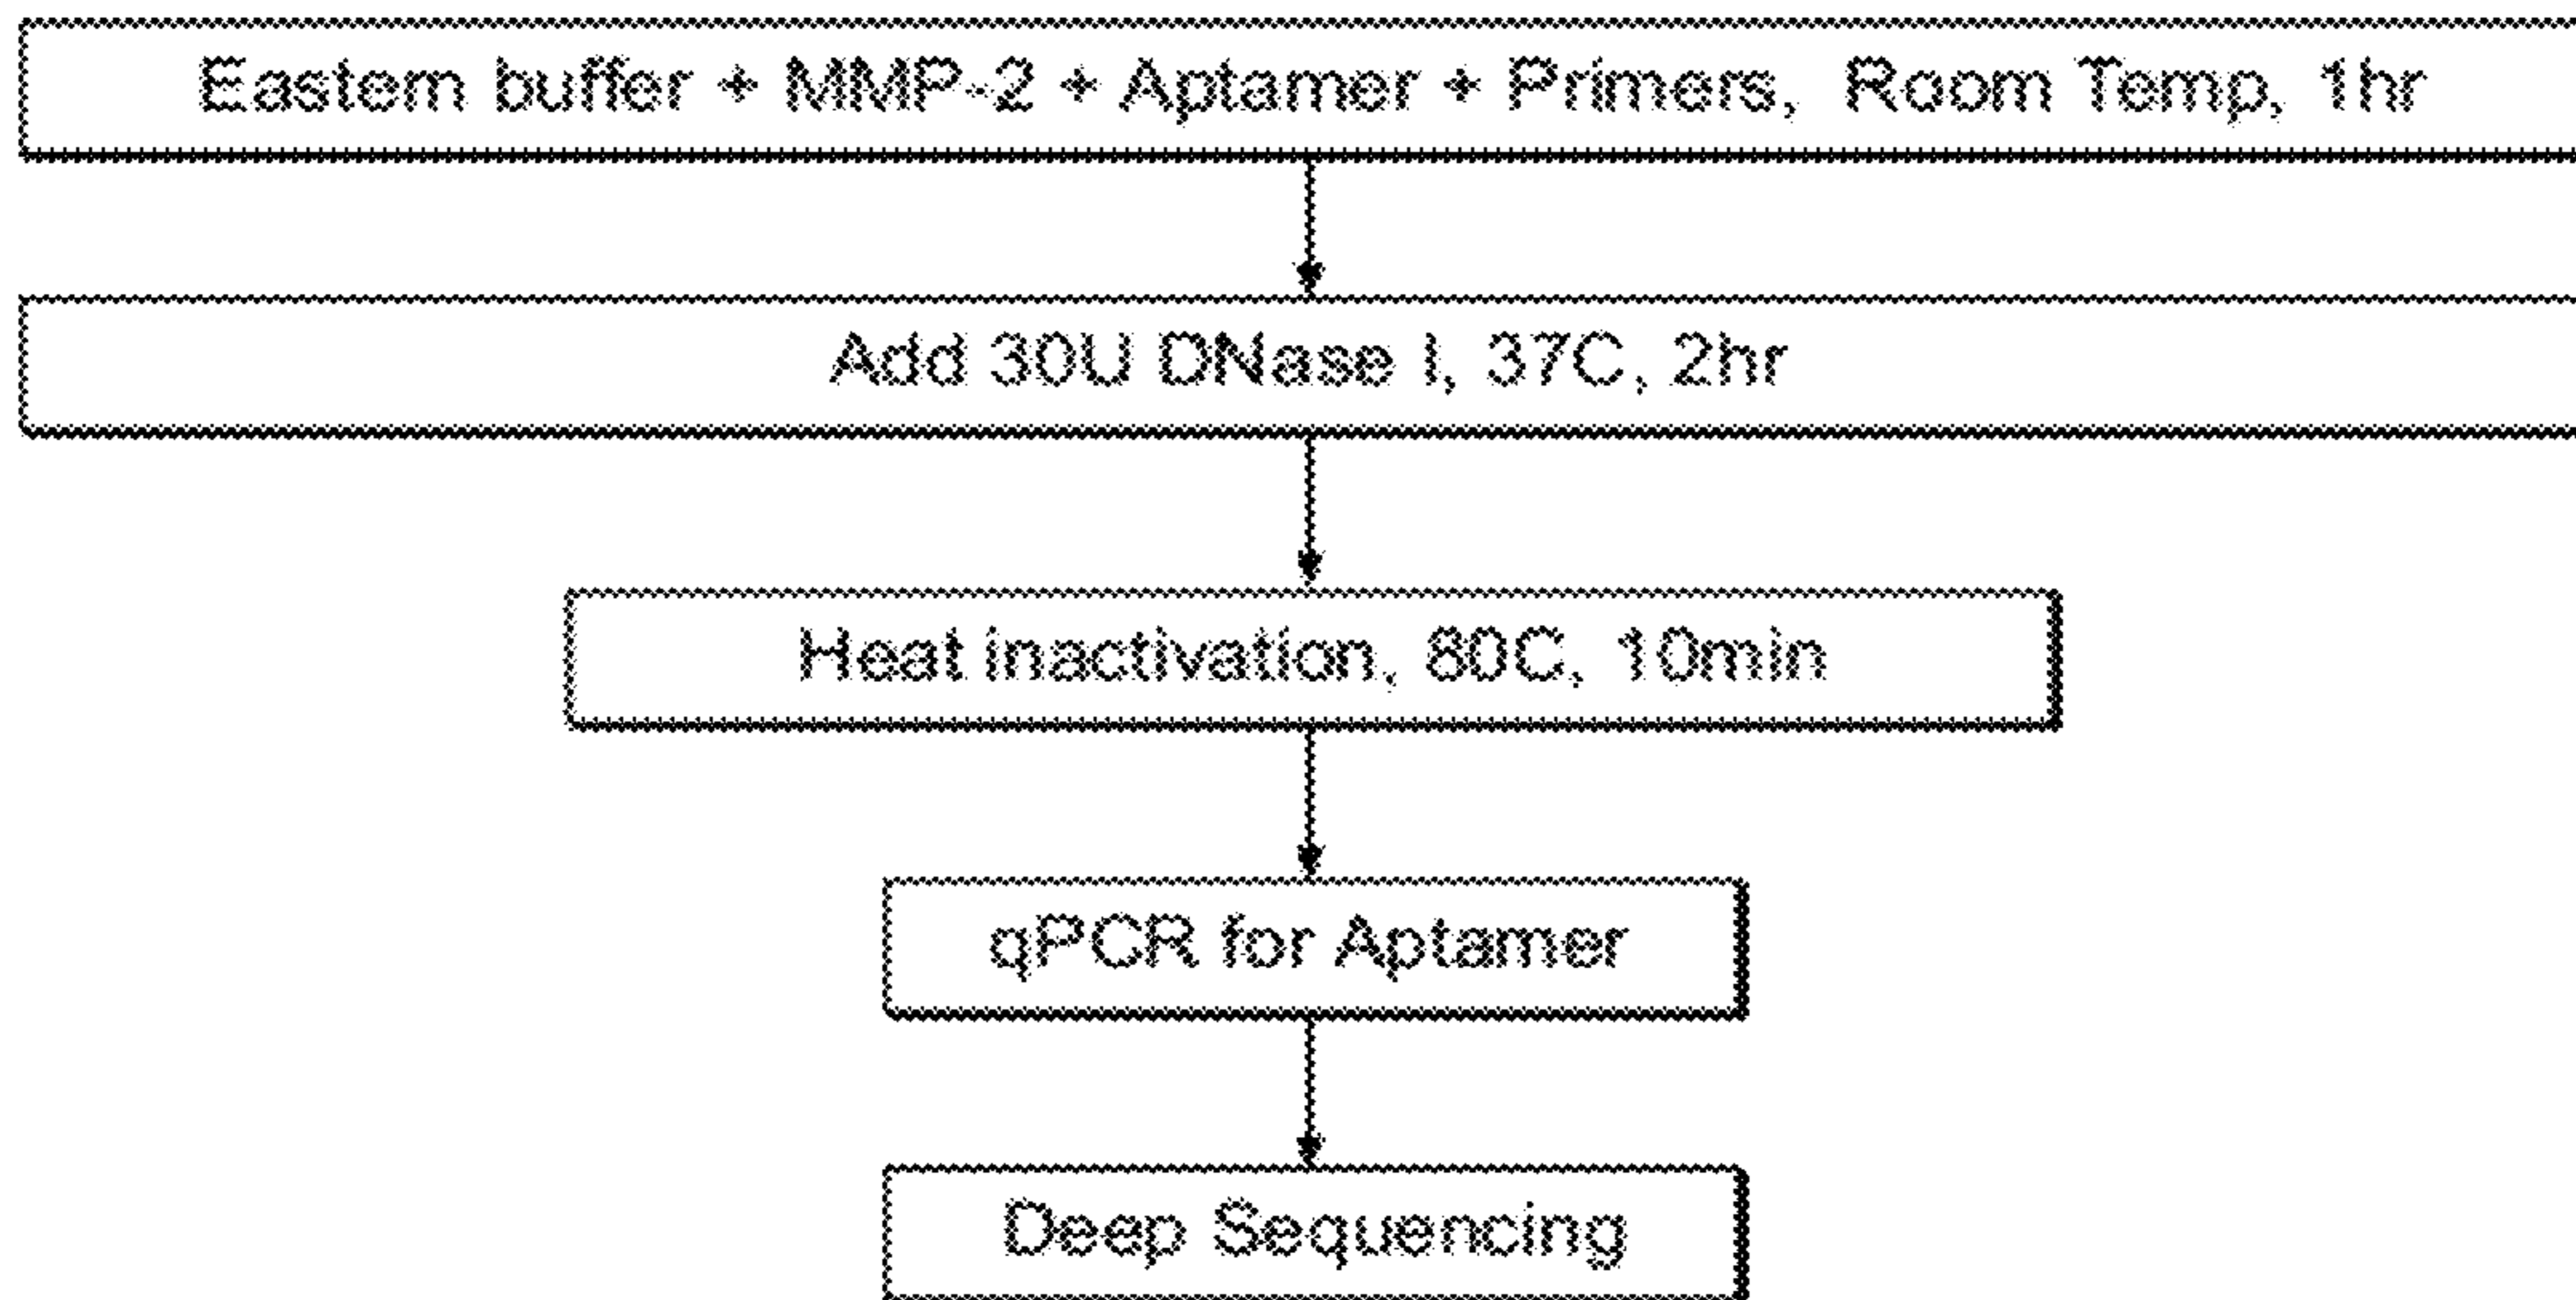 Eastern buffer + MMP-2 + Aptamer + Primers, Room Temp, 1hr
Add 30U DNase I, 37C, 2hr
Heat inactivation, 80C, 10min
qPCR for Aptamer
Deep Sequencing